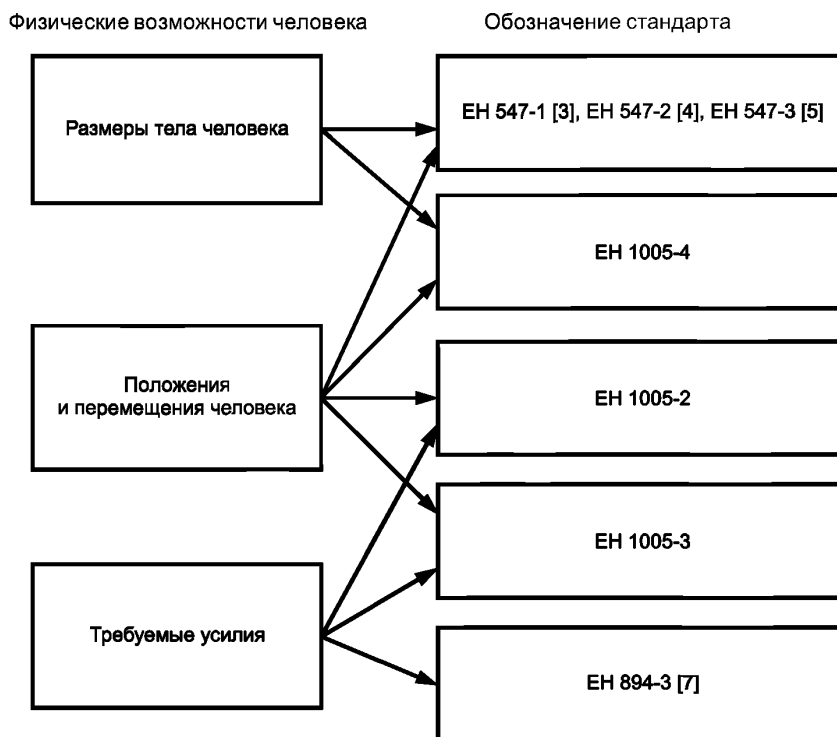 Физические возможности человека
Обозначение стандарта
Размеры тела человека
ЕН 547-1 [3], ЕН 547-2 [4], ЕН 547-3 [5]
ЕН 1005-4
Положения
и перемещения человека
ЕН 1005-2
ЕН 1005-3
Требуемые усилия
ЕН 894-3 [7]